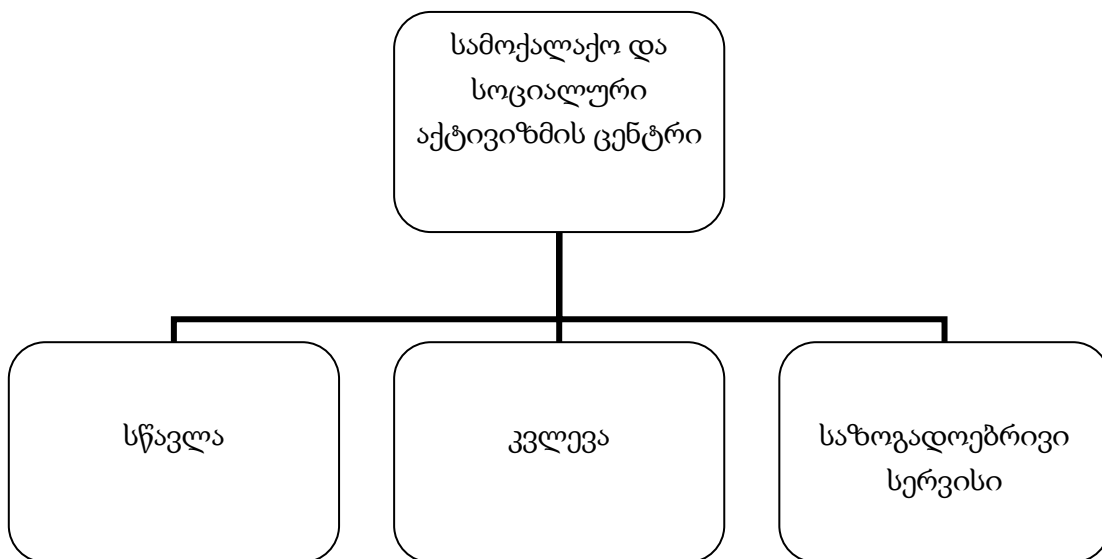 სამოქალაქო და
სოციალური
აქტივიზმის ცენტრი
სწავლა
კვლევა
საზოგადოებრივი
სერვისი